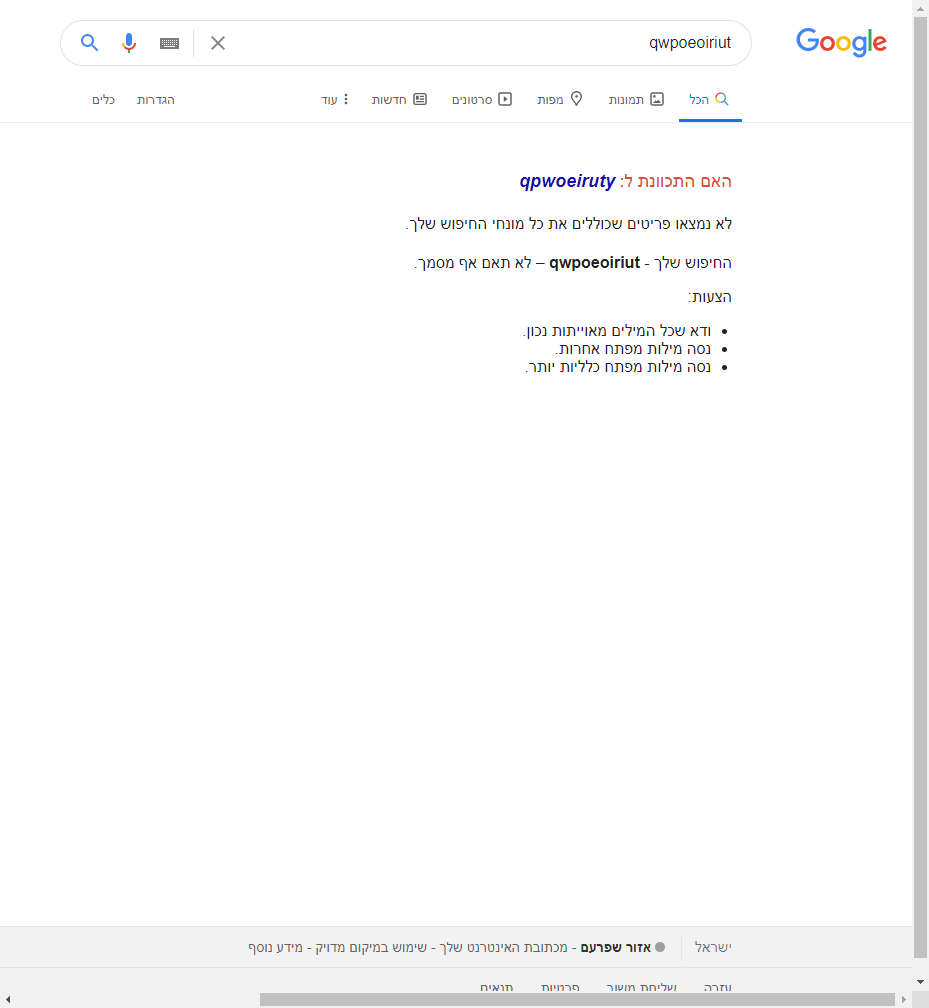 Google
qwpoeoiriut
הכל תמונות מפות סרטונים חדשות עוד הגדרות כלים
האם התכוונת ל: qpwoeiruty
לא נמצאו פריטים שכוללים את כל מונחי החיפוש שלך.
החיפוש שלך - qwpoeoiriut – לא תאם אף מסמך.
הצעות:
ודא שכל המילים מאוייתות נכון.
נסה מילות מפתח אחרות.
נסה מילות מפתח כלליות יותר.
ישראל אזור שפרעם - מכתובת האינטרנט שלך - שימוש במיקום מדויק - מידע נוסף
עזרה שליחת משוב פרטיות תנאים